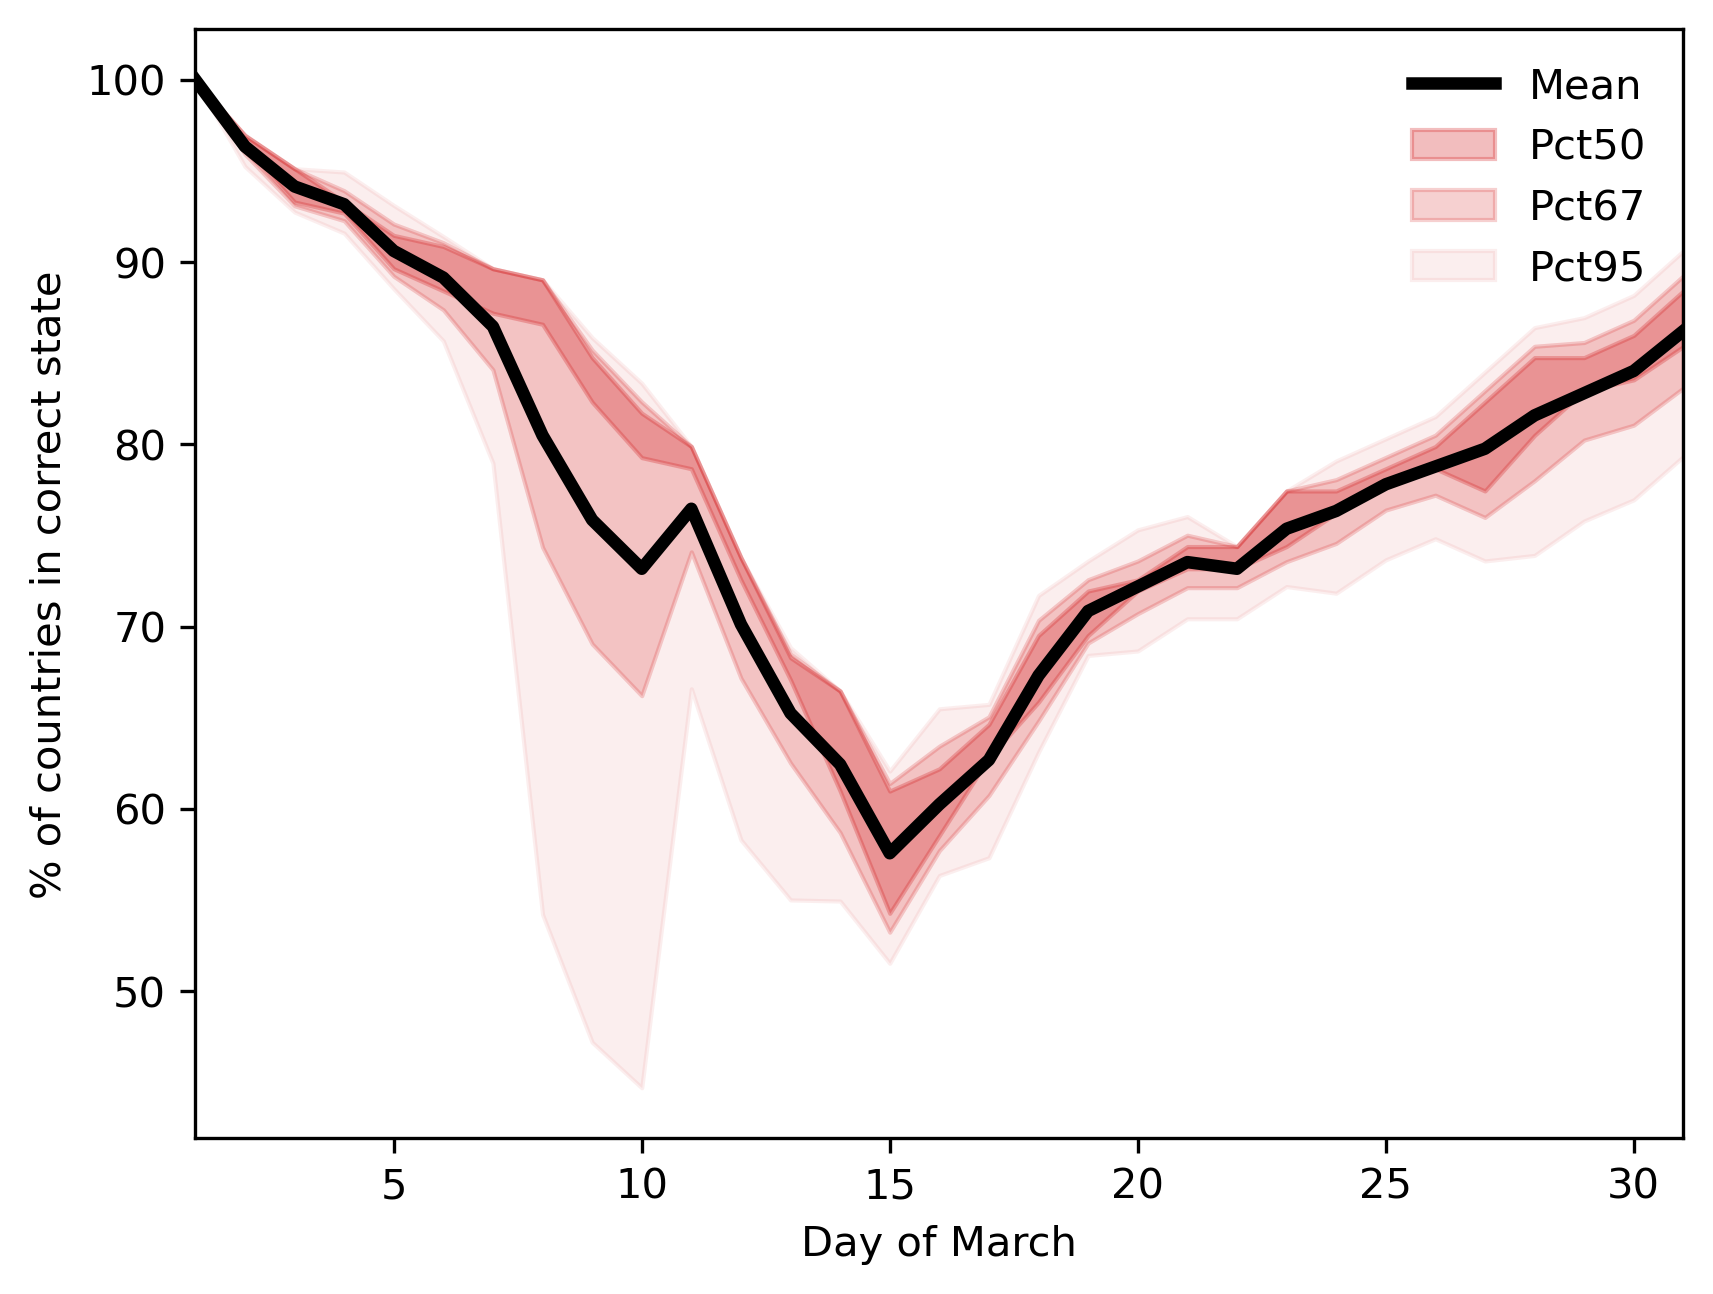 100
90
80
70
60
50
% of countries in correct state
Mean
Pct50
Pct67
Pct95
5 10 15 20 25 30
Day of March